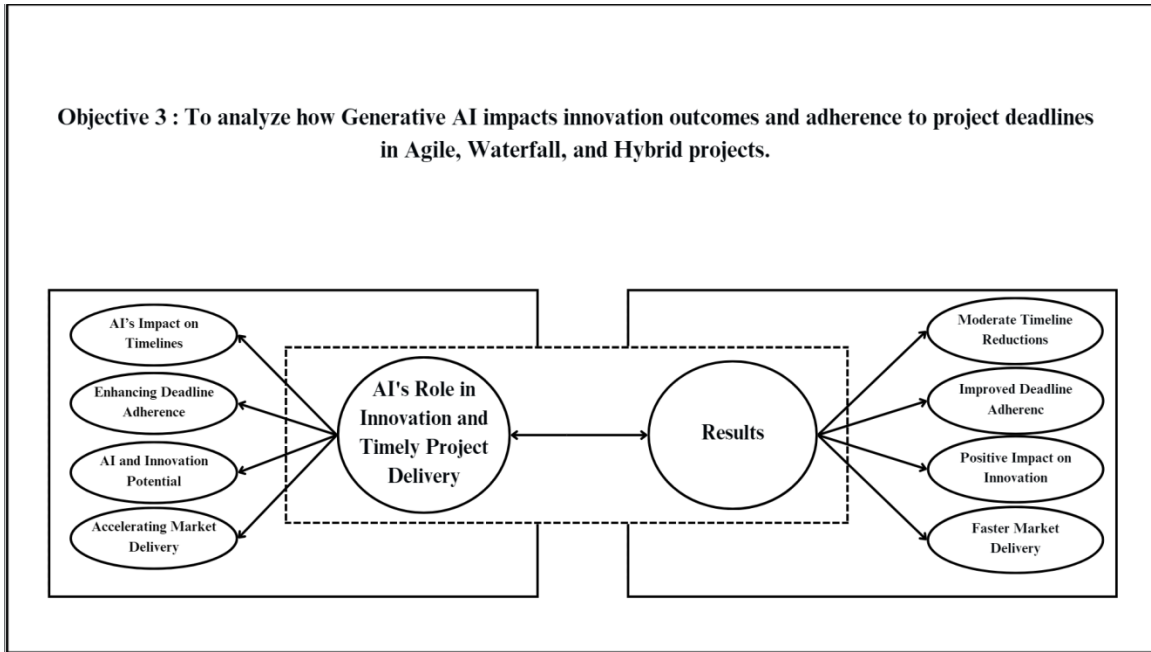 Objective 3 : To analyze how Generative AI impacts innovation outcomes and adherence to project deadlines
in Agile, Waterfall, and Hybrid projects.
AI's Impact on
Timelines
Enhancing Deadline
Adherence
AI and Innovation
Potential
Accelerating Market
Delivery
AI's Role in
Innovation and
Timely Project
Delivery
Results
Moderate Timeline
Reductions
Improved Deadline
Adherenc
Positive Impact on
Innovation
Faster Market
Delivery